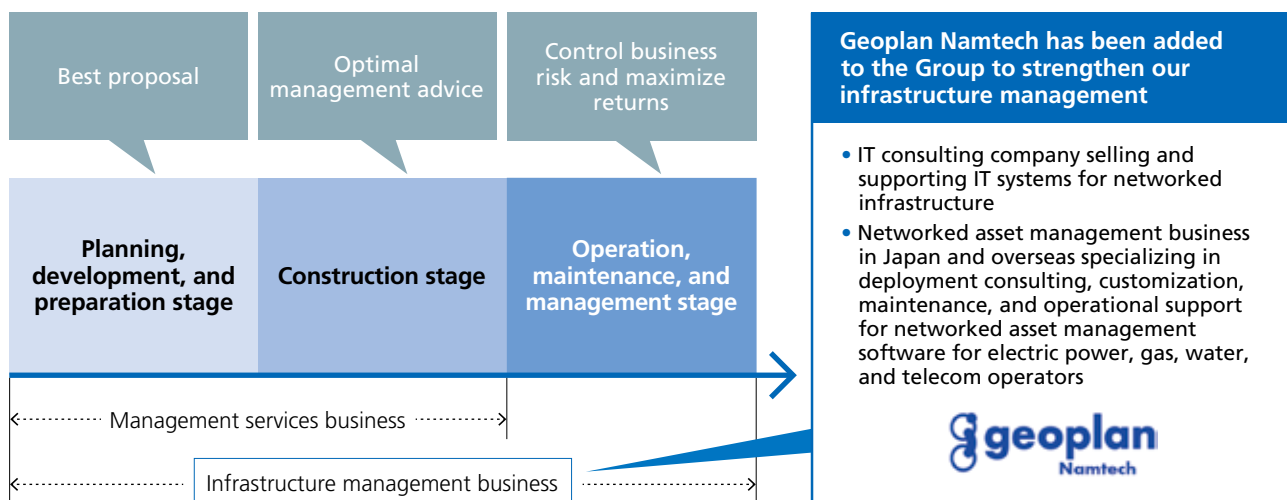 Best proposal
Optimal
management advice
Control business
risk and maximize
returns
Planning,
development, and
preparation stage
Construction stage
Operation,
maintenance, and
management stage
Management services business
Infrastructure management business
Geoplan Namtech has been added
to the Group to strengthen our
infrastructure management
• IT consulting company selling and
supporting IT systems for networked
infrastructure
• Networked asset management business
in Japan and overseas specializing in
deployment consulting, customization,
maintenance, and operational support
for networked asset management
software for electric power, gas, water,
and telecom operators
geoplan
Namtech